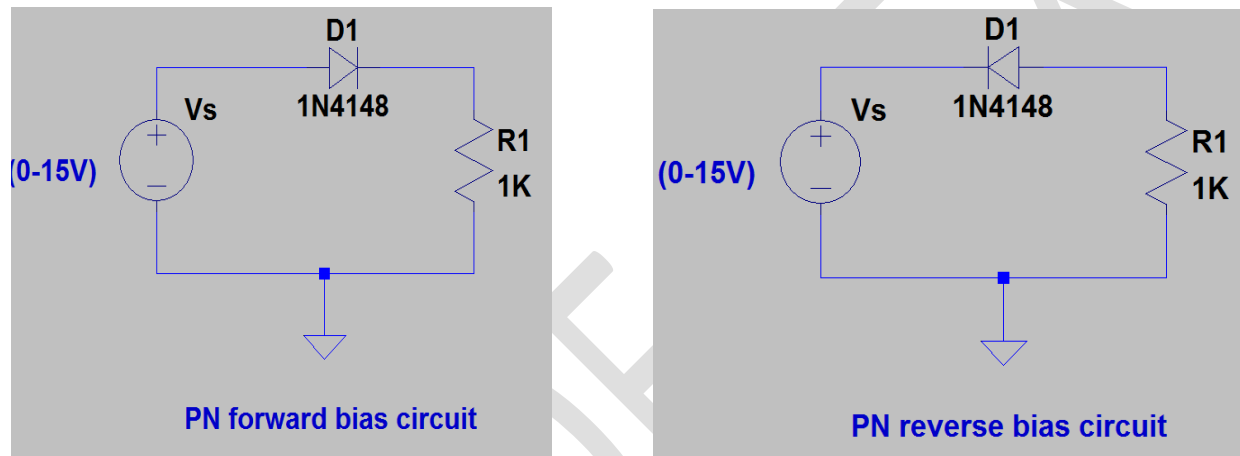 D1
1N4148
Vs
(0-15V)
R1
1K
PN forward bias circuit
D1
1N4148
Vs
(0-15V)
R1
1K
PN reverse bias circuit